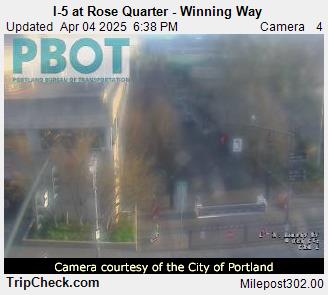 I-5 at Rose Quarter - Winning Way
Updated Apr 04 2025 6:38 PM Camera 4
PBOT
PORTLAND BUREAU OF TRANSPORTATION
Camera courtesy of the City of Portland
TripCheck.com Milepost302.00